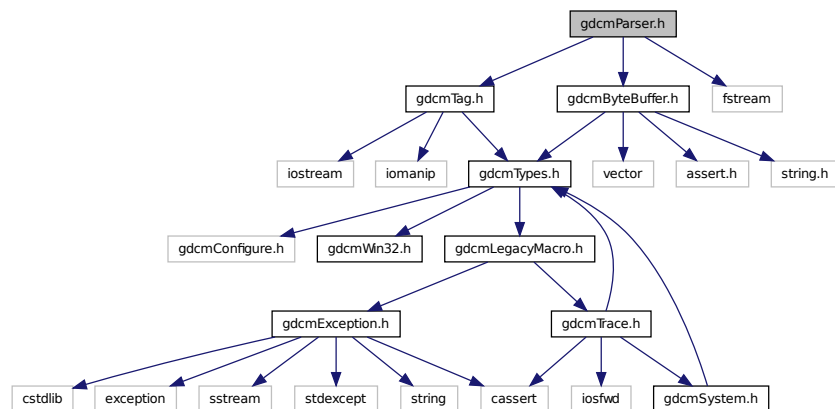 gdcmParser.h
gdcmTag.h
gdcmByteBuffer.h
fstream
iostream
iomanip
gdcmTypes.h
vector
assert.h
string.h
gdcmConfigure.h
gdcmWin32.h
gdcmLegacyMacro.h
gdcmException.h
gdcmTrace.h
cstdlib
exception
sstream
stdexcept
string
cassert
iosfwd
gdcmSystem.h